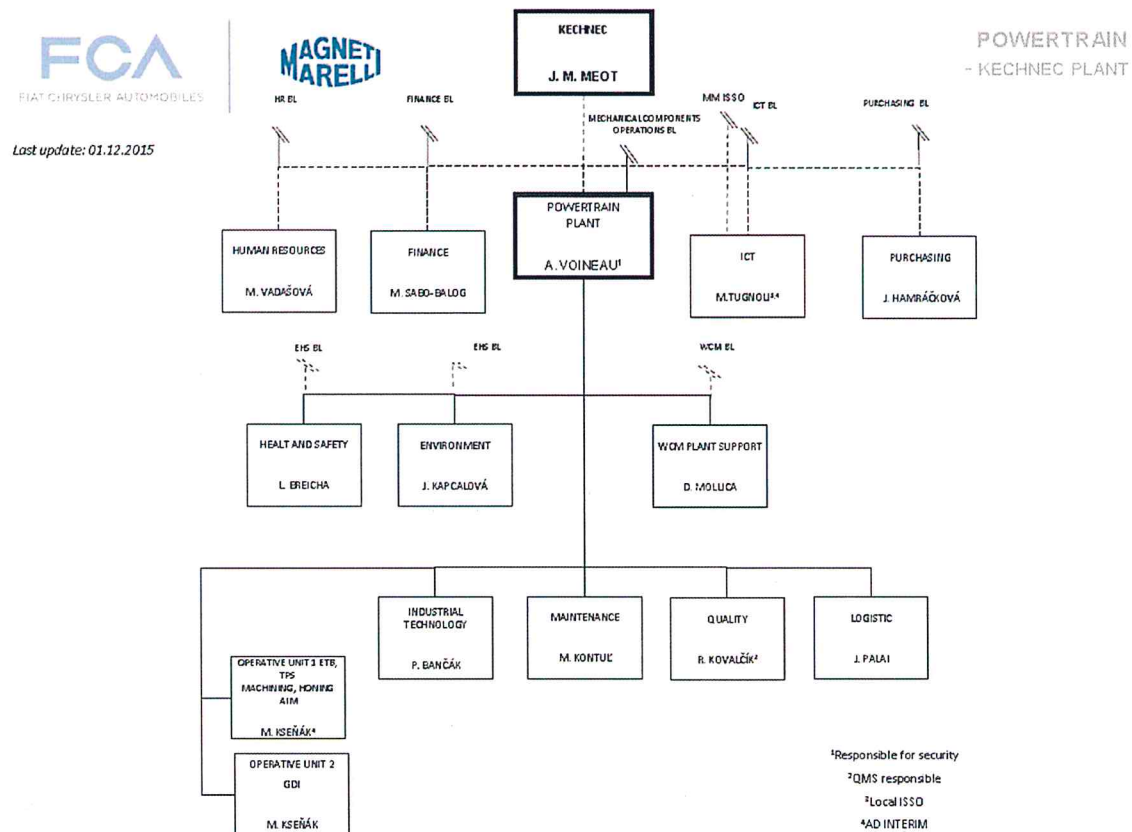 FCA
FIAT CHRYSLER AUTOMOBILES
MAGNETI
MARELLI
POWERTRAIN
- KECHNEC PLANT
Last update: 01.12.2015
KECHNEC
J. M. MEOT
HR BL
FINANCE BL
MECHANICAL COMPONENTS
OPERATIONS BL
MM ISSO
ICT BL
PURCHASING BL
HUMAN RESOURCES
M. VADAŠOVÁ
FINANCE
M. SABO-BALOG
POWERTRAIN
PLANT
A. VOINEAU¹
ICT
M.TUGNOLI³,⁴
PURCHASING
J. HAMRÁČKOVÁ
EHS BL
EHS BL
WCM BL
HEALT AND SAFETY
L. BREICHA
ENVIRONMENT
J. KAPCALOVÁ
WCM PLANT SUPPORT
D. MOLLICA
INDUSTRIAL
TECHNOLOGY
P. BANČÁK
MAINTENANCE
M. KONTUĽ
QUALITY
R. KOVALČÍK²
LOGISTIC
J. PALAI
OPERATIVE UNIT 1 ETB,
TPS
MACHINING, HONING
AIM
M. KSEŇÁK⁴
OPERATIVE UNIT 2
GDI
M. KSEŇÁK
¹Responsible for security
²QMS responsible
³Local ISSO
⁴AD INTERIM